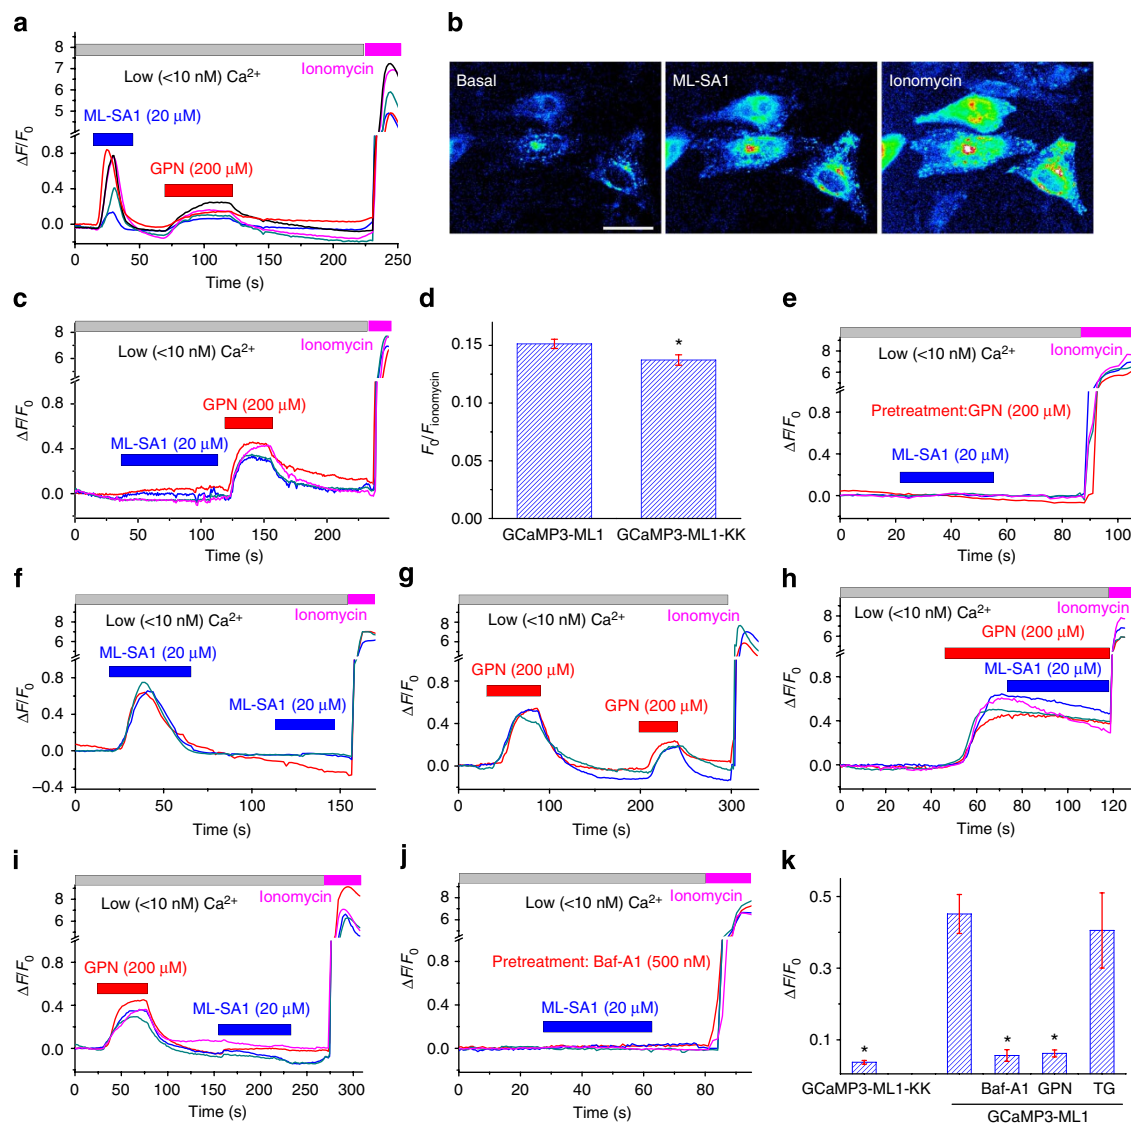 a
8
7
6
5
0.8
0.4
0.0
ΔF/F0
Low (<10 nM) Ca2+
Ionomycin
ML-SA1 (20 μM)
GPN (200 μM)
0 50 100 150 200 250
Time (s)
b
Basal
ML-SA1
Ionomycin
c
8
6
0.8
0.4
0.0
ΔF/F0
Low (<10 nM) Ca2+
Ionomycin
GPN (200 μM)
ML-SA1 (20 μM)
0 50 100 150 200
Time (s)
d
0.15
0.10
0.05
0.00
F0/FIonomycin
*
GCaMP3-ML1 GCaMP3-ML1-KK
e
8
6
0.8
0.4
0.0
ΔF/F0
Low (<10 nM) Ca2+
Ionomycin
Pretreatment:GPN (200 μM)
ML-SA1 (20 μM)
0 20 40 60 80 100
Time (s)
f
8
6
0.8
0.4
0.0
–0.4
ΔF/F0
Low (<10 nM) Ca2+
Ionomycin
ML-SA1 (20 μM)
ML-SA1 (20 μM)
0 50 100 150
Time (s)
g
8
6
0.8
0.4
0.0
ΔF/F0
Low (<10 nM) Ca2+
Ionomycin
GPN (200 μM)
GPN (200 μM)
0 100 200 300
Time (s)
h
8
6
0.8
0.4
0.0
ΔF/F0
Low (<10 nM) Ca2+
Ionomycin
GPN (200 μM)
ML-SA1 (20 μM)
0 20 40 60 80 100 120
Time (s)
i
8
6
0.8
0.4
0.0
ΔF/F0
Low (<10 nM) Ca2+
Ionomycin
GPN (200 μM)
ML-SA1 (20 μM)
0 50 100 150 200 250 300
Time (s)
j
8
6
0.8
0.4
0.0
ΔF/F0
Low (<10 nM) Ca2+
Ionomycin
Pretreatment: Baf-A1 (500 nM)
ML-SA1 (20 μM)
0 20 40 60 80
Time (s)
k
0.5
0.3
0.1
ΔF/F0
* * *
GCaMP3-ML1-KK Baf-A1 GPN TG
GCaMP3-ML1